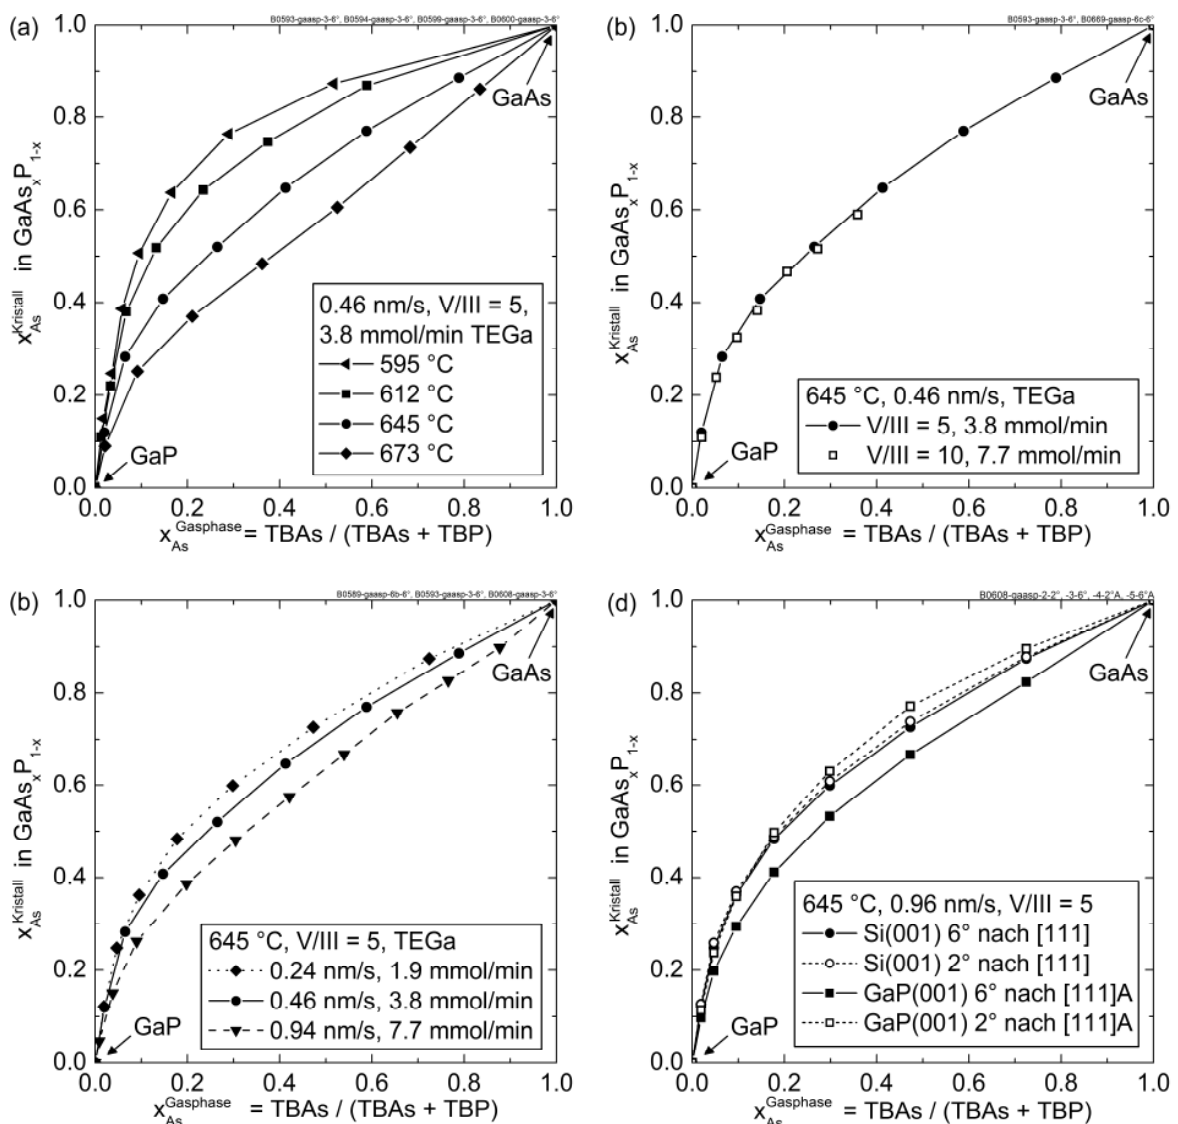 (a)
B0593-gaasp-3-6°, B0594-gaasp-3-6°, B0599-gaasp-3-6°, B0600-gaasp-3-6°
1.0
0.8
0.6
0.4
0.2
0.0
x_As^Kristall in GaAs_xP_1-x
GaAs
GaP
0.46 nm/s, V/III = 5,
3.8 mmol/min TEGa
595 °C
612 °C
645 °C
673 °C
0.0 0.2 0.4 0.6 0.8 1.0
x_As^Gasphase = TBAs / (TBAs + TBP)
(b)
B0593-gaasp-3-6°, B0669-gaasp-6c-6°
1.0
0.8
0.6
0.4
0.2
0.0
x_As^Kristall in GaAs_xP_1-x
GaAs
GaP
645 °C, 0.46 nm/s, TEGa
V/III = 5, 3.8 mmol/min
V/III = 10, 7.7 mmol/min
0.0 0.2 0.4 0.6 0.8 1.0
x_As^Gasphase = TBAs / (TBAs + TBP)
(b)
B0589-gaasp-6b-6°, B0593-gaasp-3-6°, B0608-gaasp-3-6°
1.0
0.8
0.6
0.4
0.2
0.0
x_As^Kristall in GaAs_xP_1-x
GaAs
GaP
645 °C, V/III = 5, TEGa
0.24 nm/s, 1.9 mmol/min
0.46 nm/s, 3.8 mmol/min
0.94 nm/s, 7.7 mmol/min
0.0 0.2 0.4 0.6 0.8 1.0
x_As^Gasphase = TBAs / (TBAs + TBP)
(d)
B0608-gaasp-2-2°, -3-6°, -4-2°A, -5-6°A
1.0
0.8
0.6
0.4
0.2
0.0
x_As^Kristall in GaAs_xP_1-x
GaAs
GaP
645 °C, 0.96 nm/s, V/III = 5
Si(001) 6° nach [111]
Si(001) 2° nach [111]
GaP(001) 6° nach [111]A
GaP(001) 2° nach [111]A
0.0 0.2 0.4 0.6 0.8 1.0
x_As^Gasphase = TBAs / (TBAs + TBP)